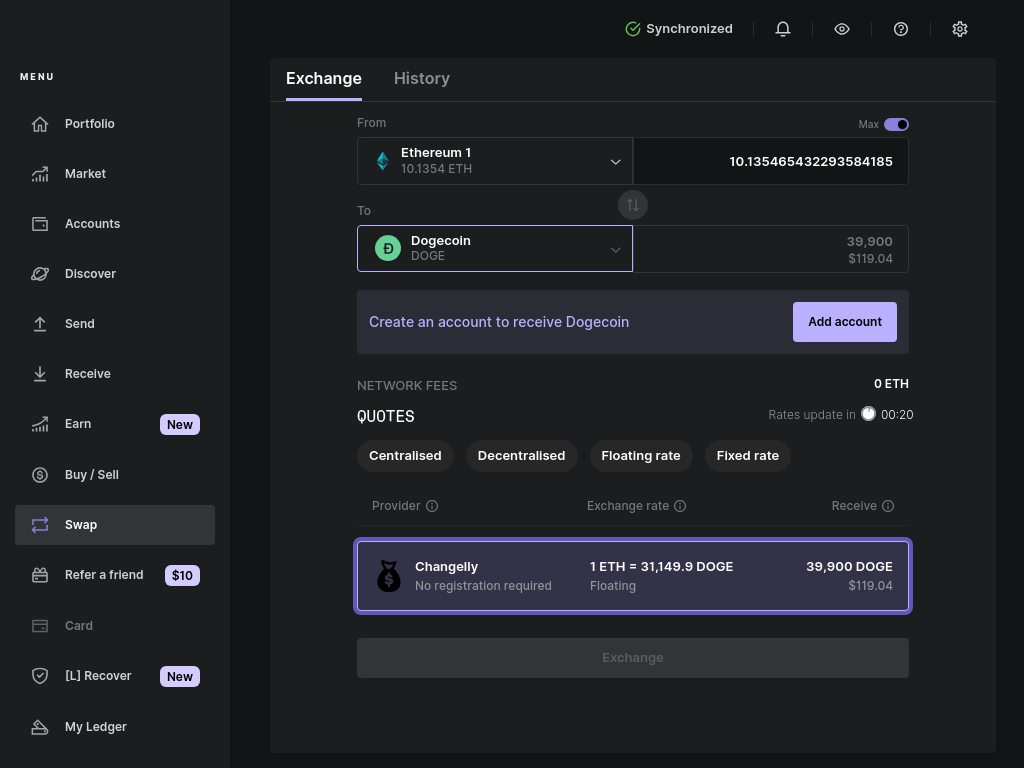 Synchronized
MENU
Portfolio
Market
Accounts
Discover
Send
Receive
Earn New
Buy / Sell
Swap
Refer a friend $10
Card
[L] Recover New
My Ledger
Exchange History
From Max
Ethereum 1
10.1354 ETH
10.135465432293584185
To
Dogecoin
DOGE
39,900
$119.04
Create an account to receive Dogecoin Add account
NETWORK FEES 0 ETH
QUOTES Rates update in 00:20
Centralised Decentralised Floating rate Fixed rate
Provider Exchange rate Receive
Changelly 1 ETH = 31,149.9 DOGE 39,900 DOGE
No registration required Floating $119.04
Exchange